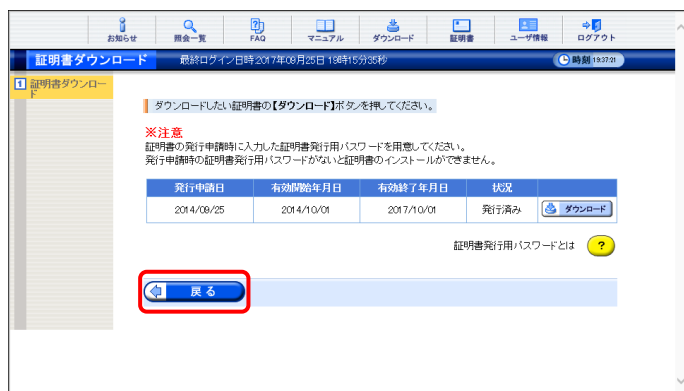 お知らせ 照会一覧 FAQ マニュアル ダウンロード 証明書 ユーザ情報 ログアウト
証明書ダウンロード 最終ログイン日時:2017年09月25日 19時15分35秒 時刻 19:37:21
1 証明書ダウンロー
ド
ダウンロードしたい証明書の【ダウンロード】ボタンを押してください。
※注意
証明書の発行申請時に入力した証明書発行用パスワードを用意してください。
発行申請時の証明書発行用パスワードがないと証明書のインストールができません。
発行申請日 有効開始年月日 有効終了年月日 状況
2014/09/25 2014/10/01 2017/10/01 発行済み ダウンロード
証明書発行用パスワードとは ?
戻る